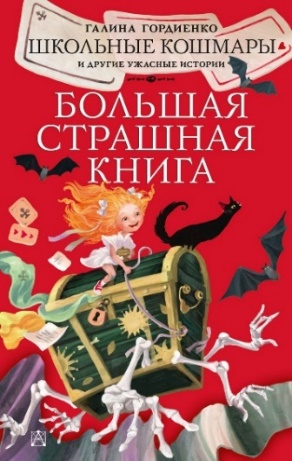 ГАЛИНА ГОРДИЕНКО
ШКОЛЬНЫЕ КОШМАРЫ
И ДРУГИЕ УЖАСНЫЕ ИСТОРИИ
БОЛЬШАЯ
СТРАШНАЯ
КНИГА